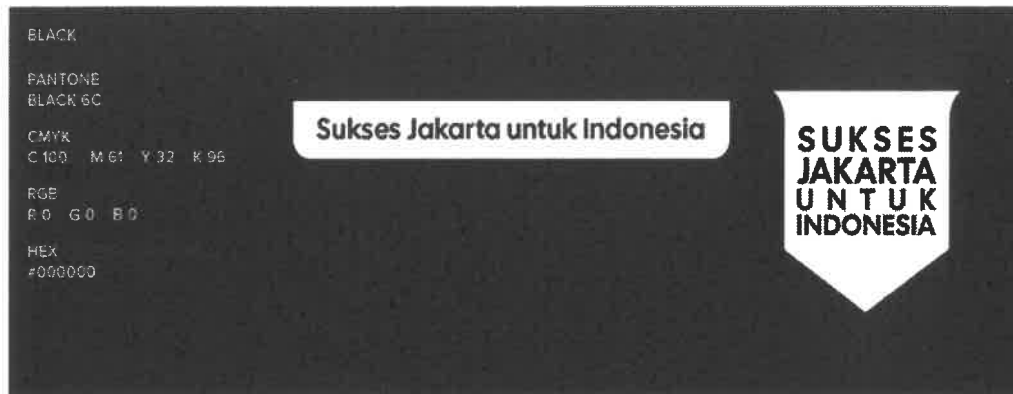 BLACK
PANTONE
BLACK 6C
CMYK
C 100 M 61 Y 32 K 96
RGB
R 0 G 0 B 0
HEX
#000000
Sukses Jakarta untuk Indonesia
SUKSES
JAKARTA
UNTUK
INDONESIA